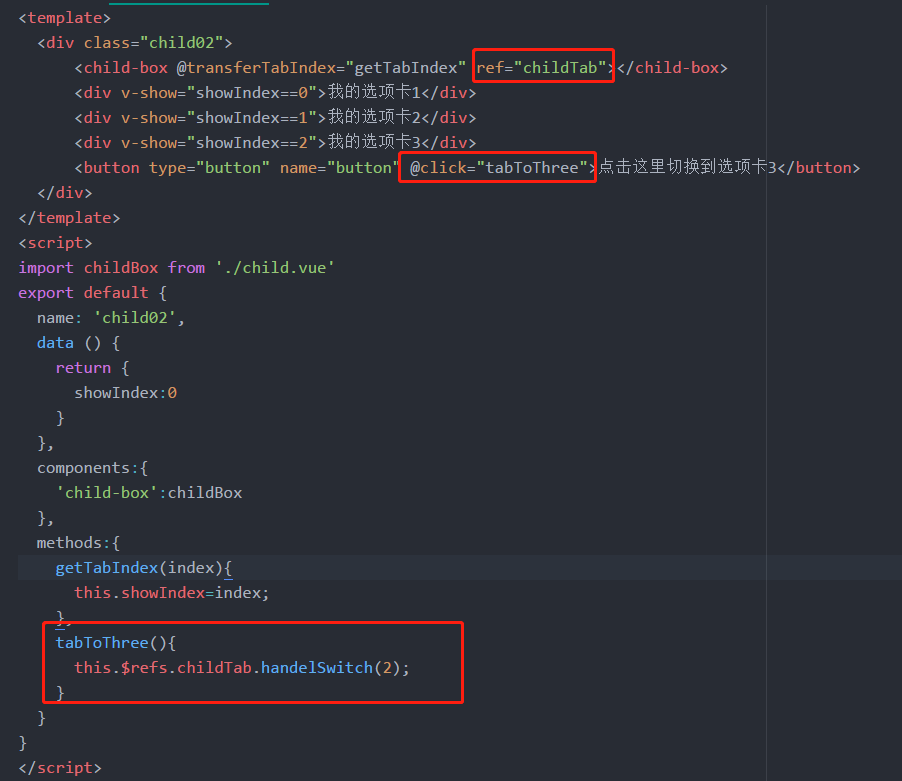 <template>
  <div class="child02">
      <child-box @transferTabIndex="getTabIndex" ref="childTab"></child-box>
      <div v-show="showIndex==0">我的选项卡1</div>
      <div v-show="showIndex==1">我的选项卡2</div>
      <div v-show="showIndex==2">我的选项卡3</div>
      <button type="button" name="button" @click="tabToThree">点击这里切换到选项卡3</button>
  </div>
</template>
<script>
import childBox from './child.vue'
export default {
  name: 'child02',
  data () {
    return {
      showIndex:0
    }
  },
  components:{
    'child-box':childBox
  },
  methods:{
    getTabIndex(index){
      this.showIndex=index;
    },
    tabToThree(){
      this.$refs.childTab.handelSwitch(2);
    }
  }
}
</script>